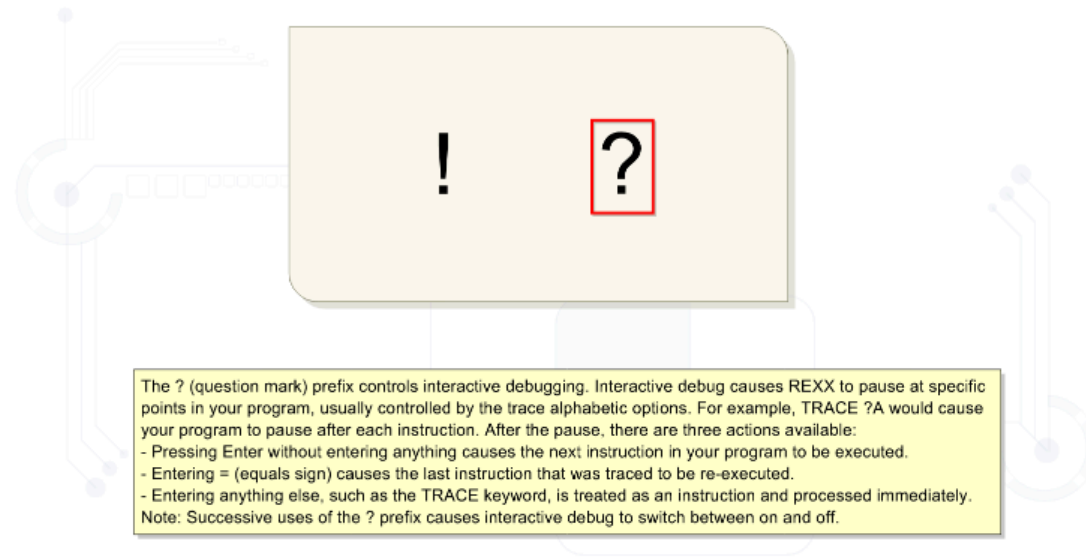 ! ?
The ? (question mark) prefix controls interactive debugging. Interactive debug causes REXX to pause at specific
points in your program, usually controlled by the trace alphabetic options. For example, TRACE ?A would cause
your program to pause after each instruction. After the pause, there are three actions available:
- Pressing Enter without entering anything causes the next instruction in your program to be executed.
- Entering = (equals sign) causes the last instruction that was traced to be re-executed.
- Entering anything else, such as the TRACE keyword, is treated as an instruction and processed immediately.
Note: Successive uses of the ? prefix causes interactive debug to switch between on and off.